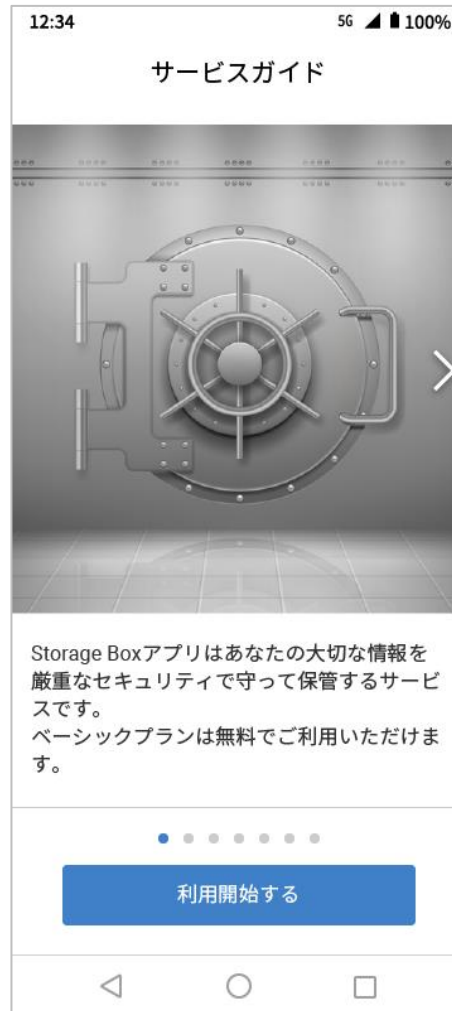 12:34
5G 100%
サービスガイド
Storage Boxアプリはあなたの大切な情報を
厳重なセキュリティで守って保管するサービ
スです。
ベーシックプランは無料でご利用いただけま
す。
利用開始する